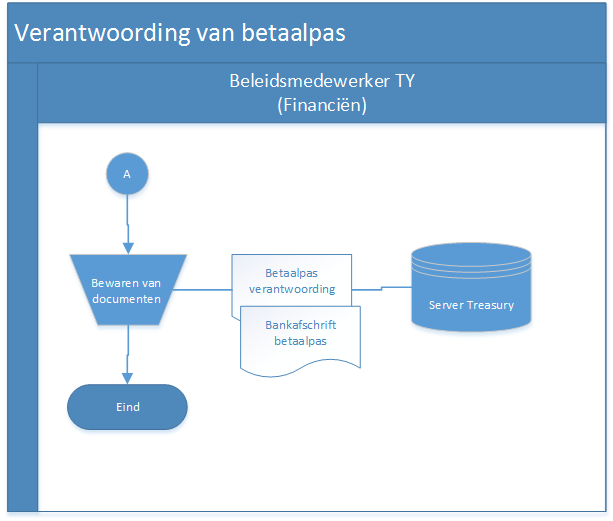 Verantwoording van betaalpas
Beleidsmedewerker TY
(Financiën)
A
Bewaren van
documenten
Betaalpas
verantwoording
Bankafschrift
betaalpas
Server Treasury
Eind